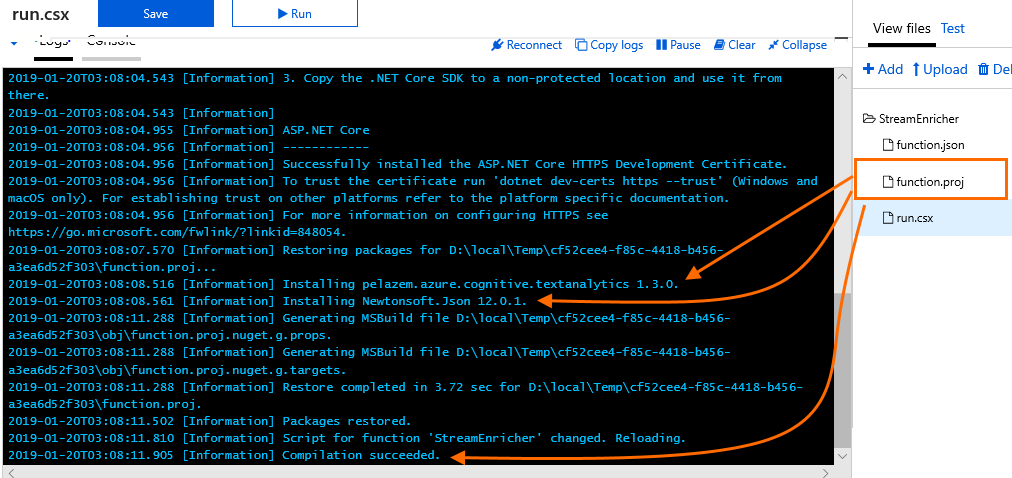 run.csx
Save
Run
Logs
Console
Reconnect
Copy logs
Pause
Clear
Collapse
2019-01-20T03:08:04.543 [Information] 3. Copy the .NET Core SDK to a non-protected location and use it from
there.
2019-01-20T03:08:04.543 [Information]
2019-01-20T03:08:04.955 [Information] ASP.NET Core
2019-01-20T03:08:04.956 [Information] ------------
2019-01-20T03:08:04.956 [Information] Successfully installed the ASP.NET Core HTTPS Development Certificate.
2019-01-20T03:08:04.956 [Information] To trust the certificate run 'dotnet dev-certs https --trust' (Windows and
macOS only). For establishing trust on other platforms refer to the platform specific documentation.
2019-01-20T03:08:04.956 [Information] For more information on configuring HTTPS see
https://go.microsoft.com/fwlink/?linkid=848054.
2019-01-20T03:08:07.570 [Information] Restoring packages for D:\local\Temp\cf52cee4-f85c-4418-b456-
a3ea6d52f303\function.proj...
2019-01-20T03:08:08.516 [Information] Installing pelazem.azure.cognitive.textanalytics 1.3.0.
2019-01-20T03:08:08.561 [Information] Installing Newtonsoft.Json 12.0.1.
2019-01-20T03:08:11.288 [Information] Generating MSBuild file D:\local\Temp\cf52cee4-f85c-4418-b456-
a3ea6d52f303\obj\function.proj.nuget.g.props.
2019-01-20T03:08:11.288 [Information] Generating MSBuild file D:\local\Temp\cf52cee4-f85c-4418-b456-
a3ea6d52f303\obj\function.proj.nuget.g.targets.
2019-01-20T03:08:11.288 [Information] Restore completed in 3.72 sec for D:\local\Temp\cf52cee4-f85c-4418-b456-
a3ea6d52f303\function.proj.
2019-01-20T03:08:11.502 [Information] Packages restored.
2019-01-20T03:08:11.810 [Information] Script for function 'StreamEnricher' changed. Reloading.
2019-01-20T03:08:11.905 [Information] Compilation succeeded.
View files
Test
Add
Upload
Del
StreamEnricher
function.json
function.proj
run.csx